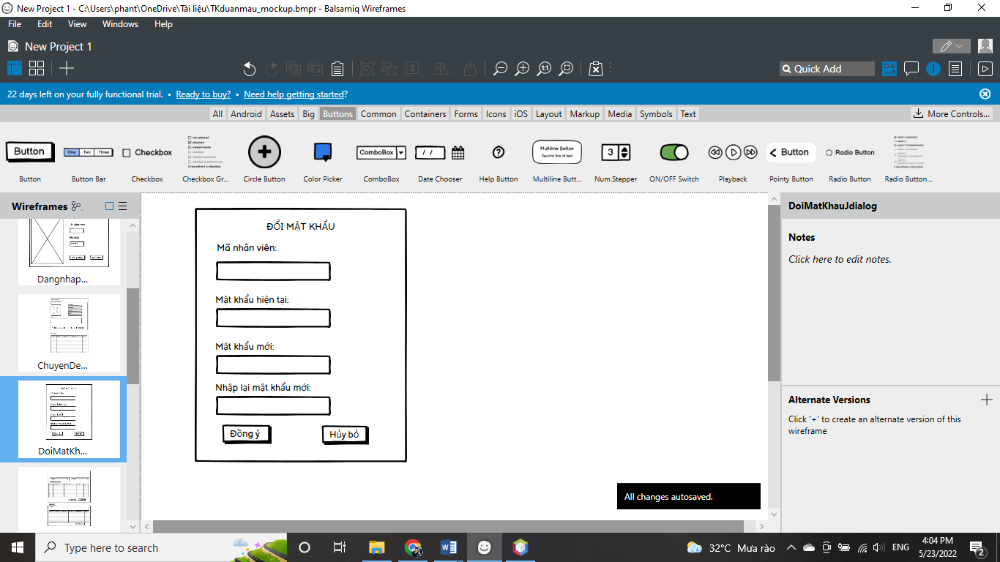 New Project 1 - C:\Users\phant\OneDrive\Tài liệu\TKduanmau_mockup.bmpr - Balsamiq Wireframes
File Edit View Windows Help
New Project 1
Quick Add
22 days left on your fully functional trial. • Ready to buy? • Need help getting started?
All Android Assets Big Buttons Common Containers Forms Icons iOS Layout Markup Media Symbols Text More Controls...
Button One Two Three Checkbox ComboBox / / ? Multiline Button Second line of text 3 Button Radio Button
Button Button Bar Checkbox Checkbox Gr... Circle Button Color Picker ComboBox Date Chooser Help Button Multiline Butt... Num.Stepper ON/OFF Switch Playback Pointy Button Radio Button Radio Button...
Wireframes
Dangnhap...
ChuyenDe...
DoiMatKh...
ĐỔI MẬT KHẨU
Mã nhân viên:
Mật khẩu hiện tại:
Mật khẩu mới:
Nhập lại mật khẩu mới:
Đồng ý Hủy bỏ
All changes autosaved.
DoiMatKhauJdialog
Notes
Click here to edit notes.
Alternate Versions
Click '+' to create an alternate version of this
wireframe
Type here to search
32°C Mưa rào ENG 4:04 PM
5/23/2022
2